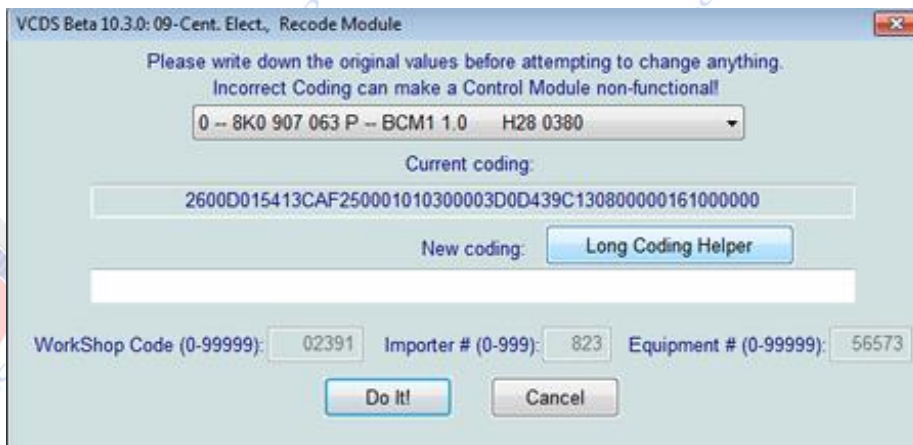 VCDS Beta 10.3.0: 09-Cent. Elect., Recode Module
Please write down the original values before attempting to change anything.
Incorrect Coding can make a Control Module non-functional!
0 -- 8K0 907 063 P -- BCM1 1.0 H28 0380
Current coding:
2600D015413CAF250001010300003D0D439C130800000161000000
New coding: Long Coding Helper
WorkShop Code (0-99999): 02391 Importer # (0-999): 823 Equipment # (0-99999): 56573
Do It! Cancel